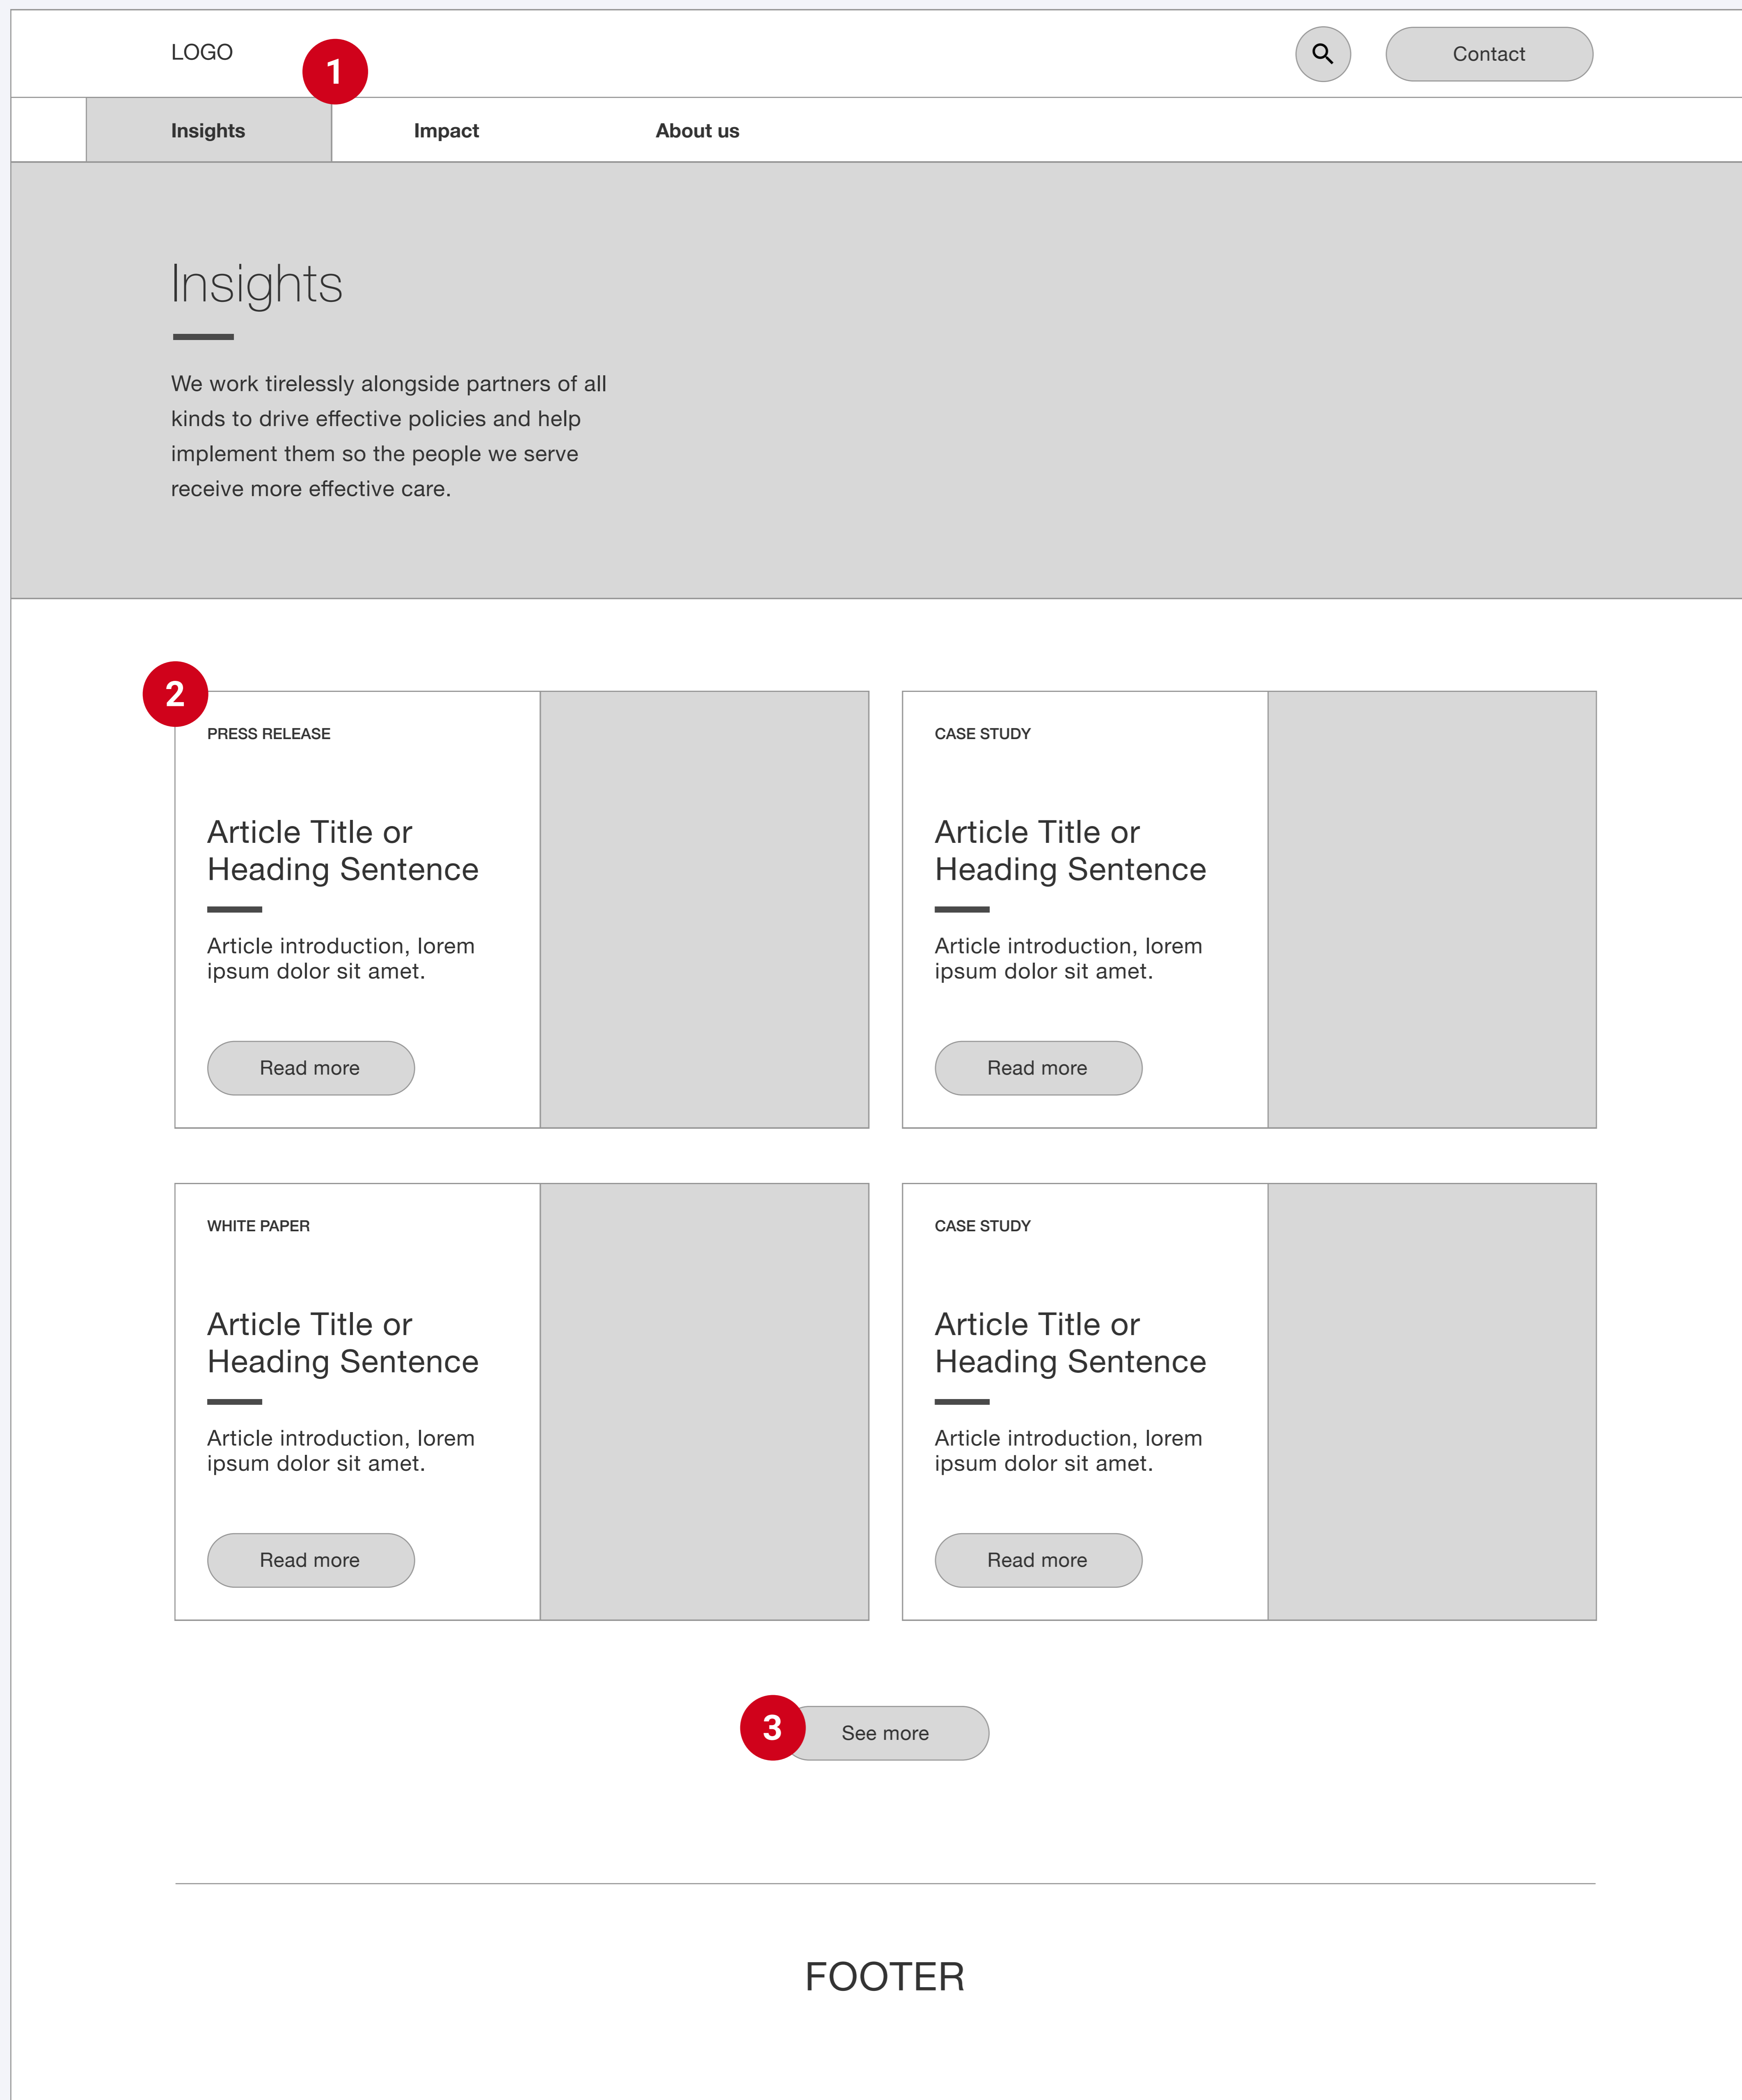 LOGO
1
Contact
Insights
Impact
About us
Insights
We work tirelessly alongside partners of all
kinds to drive effective policies and help
implement them so the people we serve
receive more effective care.
2
PRESS RELEASE
Article Title or
Heading Sentence
Article introduction, lorem
ipsum dolor sit amet.
Read more
CASE STUDY
Article Title or
Heading Sentence
Article introduction, lorem
ipsum dolor sit amet.
Read more
WHITE PAPER
Article Title or
Heading Sentence
Article introduction, lorem
ipsum dolor sit amet.
Read more
CASE STUDY
Article Title or
Heading Sentence
Article introduction, lorem
ipsum dolor sit amet.
Read more
3
See more
FOOTER